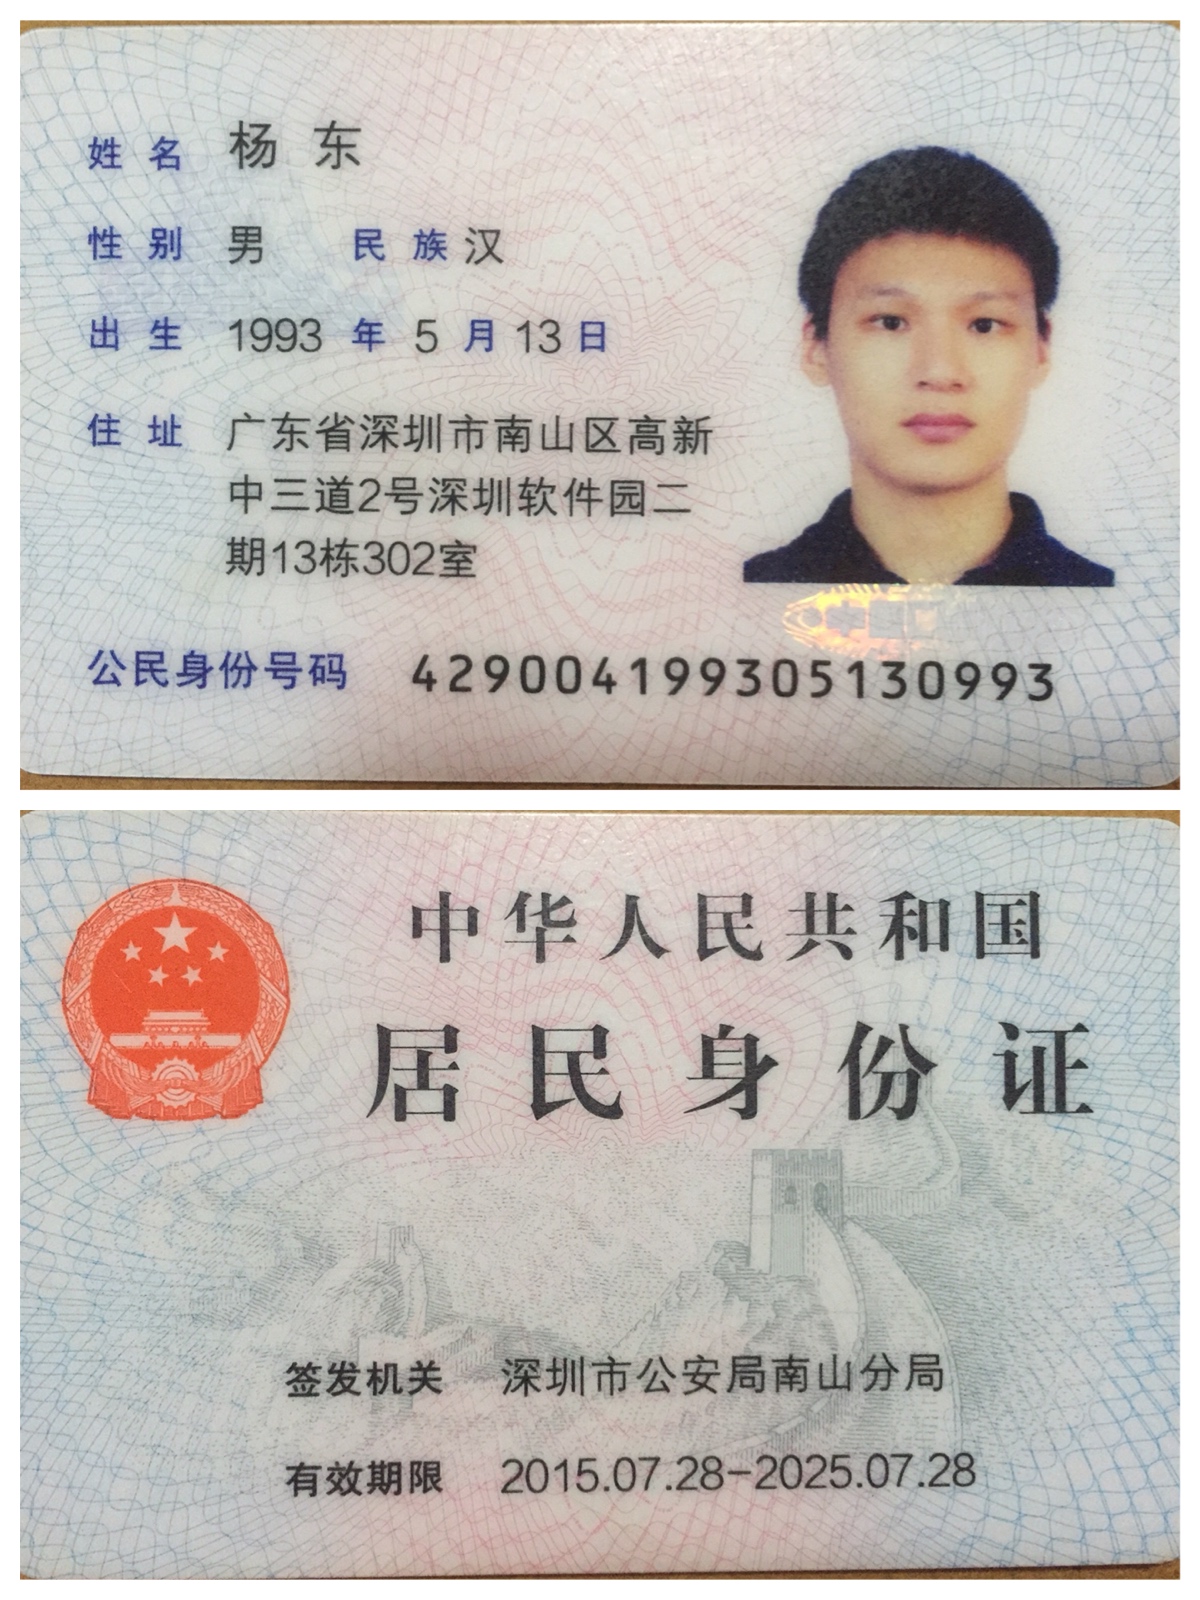 姓名 杨东
性别 男 民族 汉
出生 1993 年 5 月 13 日
住址 广东省深圳市南山区高新
中三道2号深圳软件园二
期13栋302室
公民身份号码 429004199305130993
中华人民共和国
居民身份证
签发机关 深圳市公安局南山分局
有效期限 2015.07.28-2025.07.28